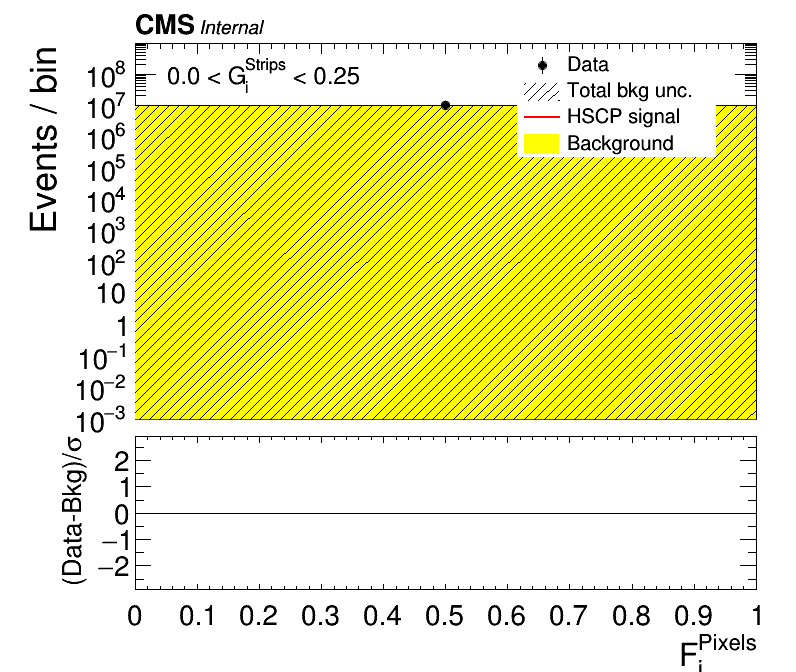 CMS Internal
0.0 < G_i^Strips < 0.25
Data
Total bkg unc.
HSCP signal
Background
Events / bin
10^8
10^7
10^6
10^5
10^4
10^3
10^2
10
1
10^−1
10^−2
10^−3
(Data-Bkg)/σ
2
1
0
−1
−2
0 0.1 0.2 0.3 0.4 0.5 0.6 0.7 0.8 0.9 1
F_i^Pixels